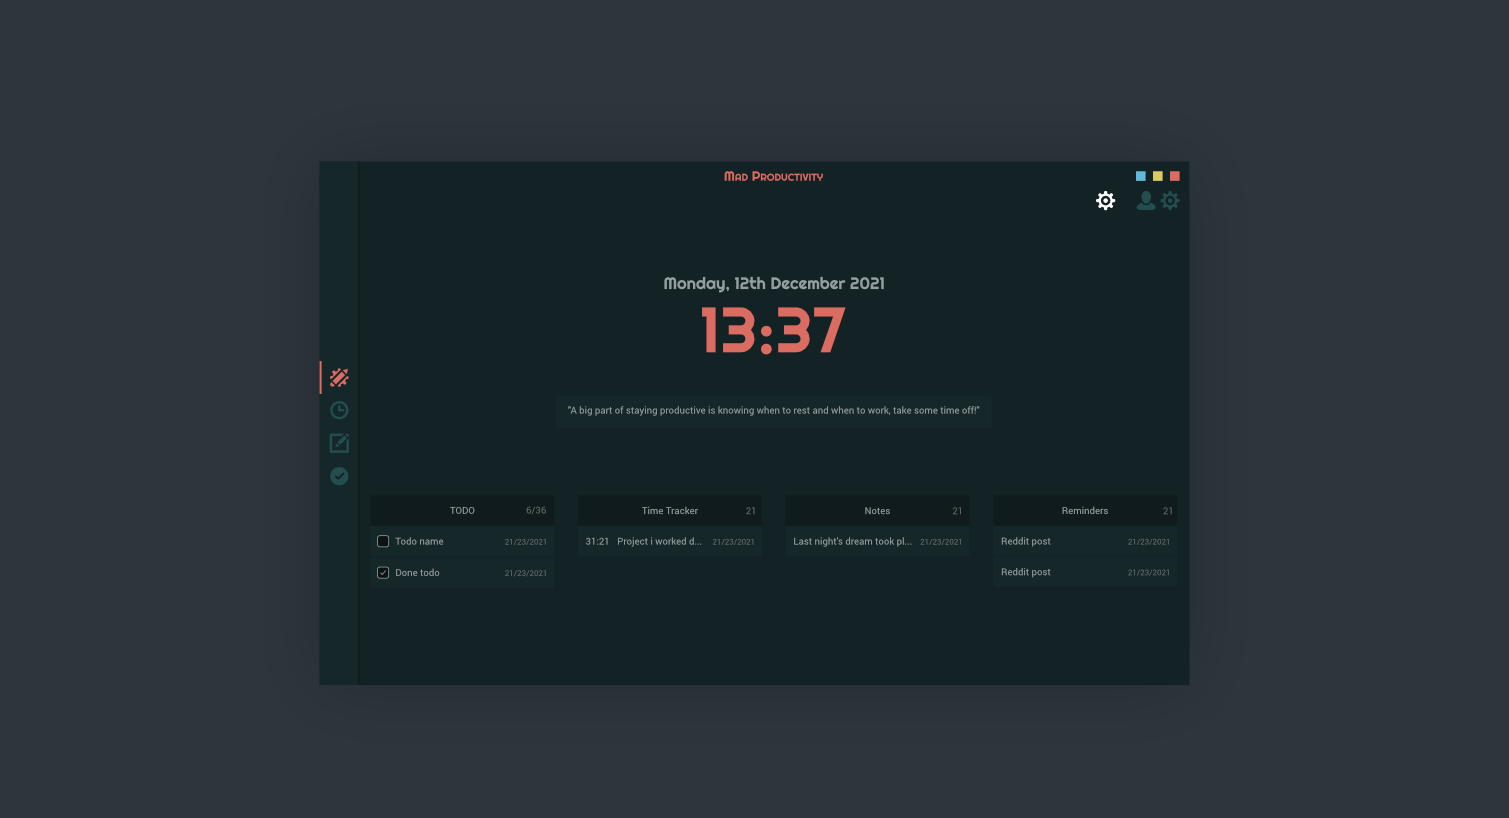 Mad Productivity
Monday, 12th December 2021
13:37
"A big part of staying productive is knowing when to rest and when to work, take some time off!"
TODO 6/36
Todo name 21/23/2021
Done todo 21/23/2021
Time Tracker 21
31:21 Project i worked d... 21/23/2021
Notes 21
Last night's dream took pl... 21/23/2021
Reminders 21
Reddit post 21/23/2021
Reddit post 21/23/2021